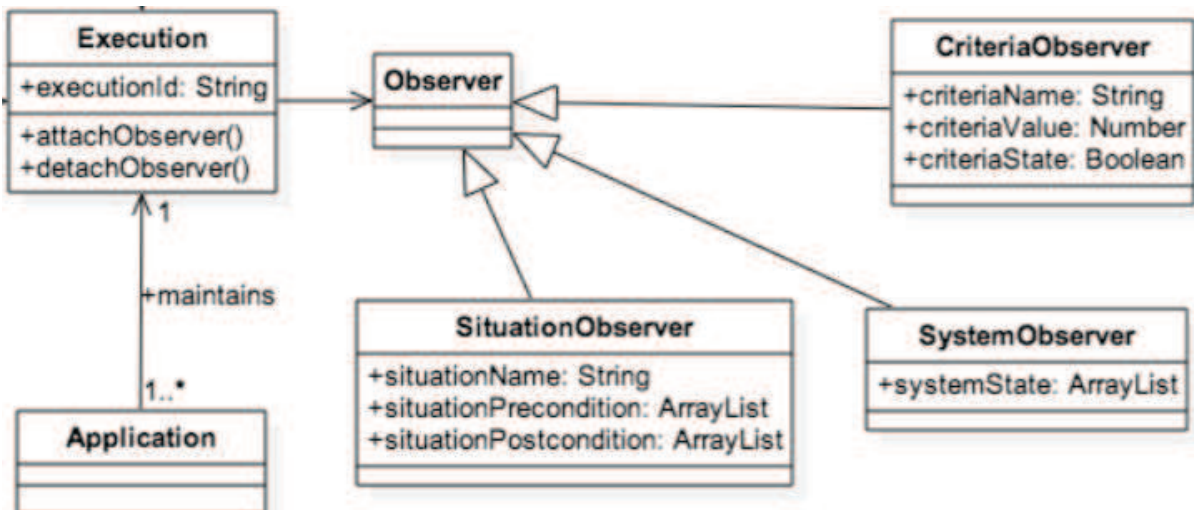 Execution
+executionId: String
+attachObserver()
+detachObserver()
Observer
CriteriaObserver
+criteriaName: String
+criteriaValue: Number
+criteriaState: Boolean
1
+maintains
1..*
Application
SituationObserver
+situationName: String
+situationPrecondition: ArrayList
+situationPostcondition: ArrayList
SystemObserver
+systemState: ArrayList